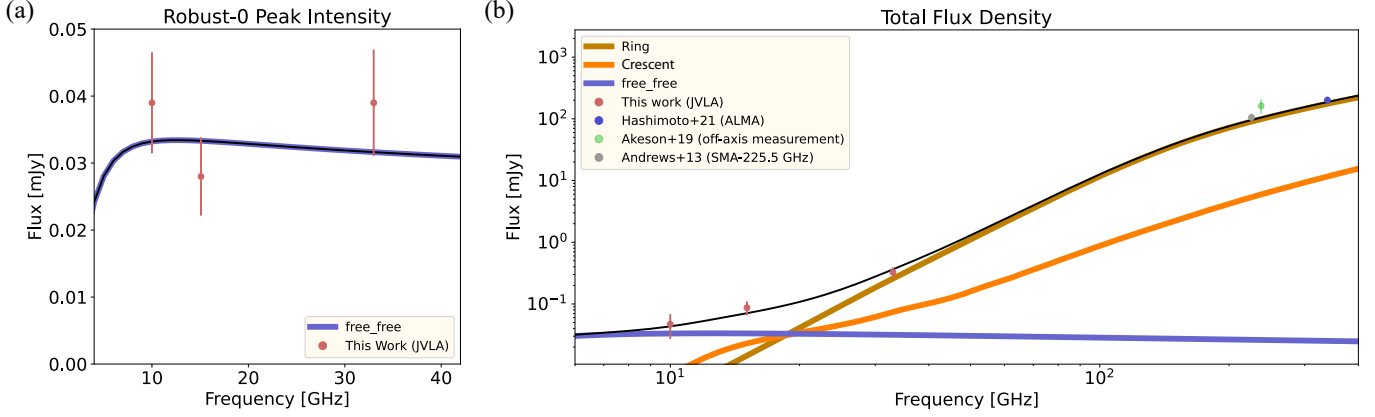 (a)
Robust-0 Peak Intensity
0.05
0.04
0.03
0.02
0.01
0.00
Flux [mJy]
10
20
30
40
Frequency [GHz]
free_free
This Work (JVLA)
(b)
Total Flux Density
10³
10²
10¹
10⁰
10⁻¹
Flux [mJy]
10¹
10²
Frequency [GHz]
Ring
Crescent
free_free
This work (JVLA)
Hashimoto+21 (ALMA)
Akeson+19 (off-axis measurement)
Andrews+13 (SMA-225.5 GHz)